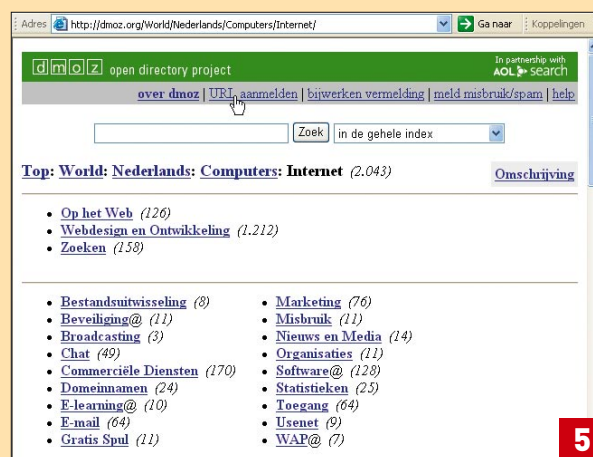 Adres http://dmoz.org/World/Nederlands/Computers/Internet/ Ga naar Koppelingen
dmoz open directory project In partnership with AOL search
over dmoz | URL aanmelden | bijwerken vermelding | meld misbruik/spam | help
Zoek in de gehele index
Top: World: Nederlands: Computers: Internet (2.043) Omschrijving
Op het Web (126)
Webdesign en Ontwikkeling (1.212)
Zoeken (158)
Bestandsuitwisseling (8)
Beveiliging@ (11)
Broadcasting (3)
Chat (49)
Commerciële Diensten (170)
Domeinnamen (24)
E-learning@ (10)
E-mail (64)
Gratis Spul (11)
Marketing (76)
Misbruik (11)
Nieuws en Media (14)
Organisaties (11)
Software@ (128)
Statistieken (25)
Toegang (64)
Usenet (9)
WAP@ (7)
5